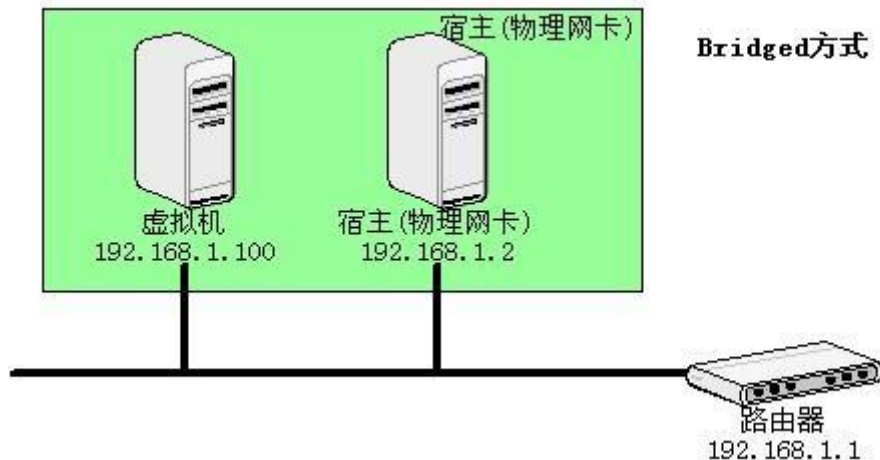 宿主(物理网卡)
Bridged方式
虚拟机
192.168.1.100
宿主(物理网卡)
192.168.1.2
路由器
192.168.1.1